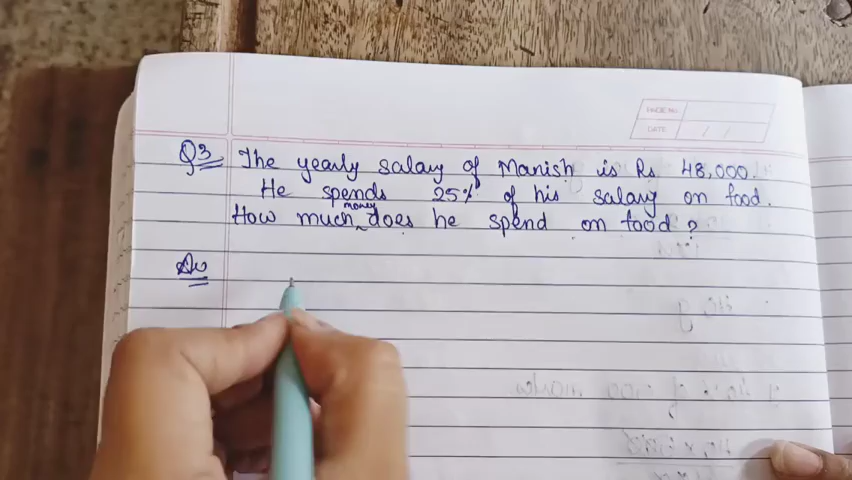 PAGE NO.
DATE / /
Q3 The yearly salary of Manish is Rs 48,000.
He spends 25% of his salary on food.
How much money does he spend on food ?